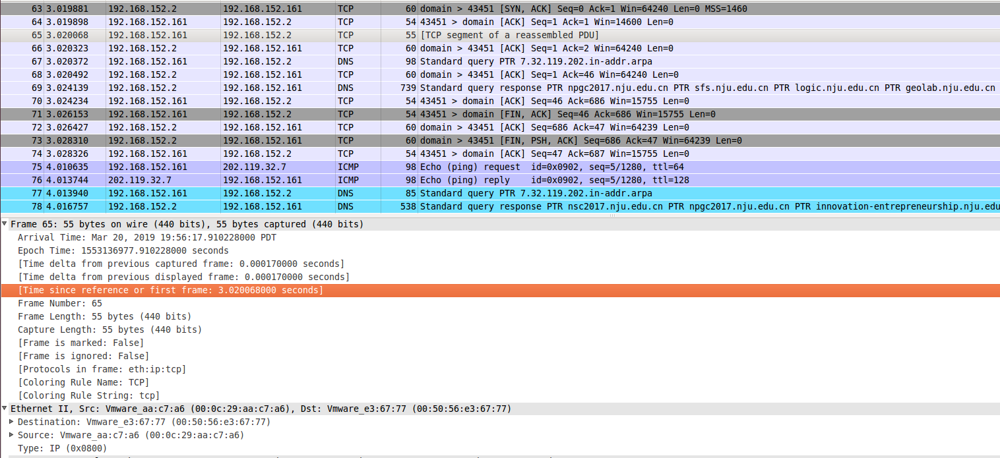 63 3.019881 192.168.152.2 192.168.152.161 TCP 60 domain > 43451 [SYN, ACK] Seq=0 Ack=1 Win=64240 Len=0 MSS=1460
64 3.019898 192.168.152.161 192.168.152.2 TCP 54 43451 > domain [ACK] Seq=1 Ack=1 Win=14600 Len=0
65 3.020068 192.168.152.161 192.168.152.2 TCP 55 [TCP segment of a reassembled PDU]
66 3.020323 192.168.152.2 192.168.152.161 TCP 60 domain > 43451 [ACK] Seq=1 Ack=2 Win=64240 Len=0
67 3.020372 192.168.152.161 192.168.152.2 DNS 98 Standard query PTR 7.32.119.202.in-addr.arpa
68 3.020492 192.168.152.2 192.168.152.161 TCP 60 domain > 43451 [ACK] Seq=1 Ack=46 Win=64240 Len=0
69 3.024139 192.168.152.2 192.168.152.161 DNS 739 Standard query response PTR npgc2017.nju.edu.cn PTR sfs.nju.edu.cn PTR logic.nju.edu.cn PTR geolab.nju.edu.cn
70 3.024234 192.168.152.161 192.168.152.2 TCP 54 43451 > domain [ACK] Seq=46 Ack=686 Win=15755 Len=0
71 3.026153 192.168.152.161 192.168.152.2 TCP 54 43451 > domain [FIN, ACK] Seq=46 Ack=686 Win=15755 Len=0
72 3.026427 192.168.152.2 192.168.152.161 TCP 60 domain > 43451 [ACK] Seq=686 Ack=47 Win=64239 Len=0
73 3.028310 192.168.152.2 192.168.152.161 TCP 60 domain > 43451 [FIN, PSH, ACK] Seq=686 Ack=47 Win=64239 Len=0
74 3.028326 192.168.152.161 192.168.152.2 TCP 54 43451 > domain [ACK] Seq=47 Ack=687 Win=15755 Len=0
75 4.010635 192.168.152.161 202.119.32.7 ICMP 98 Echo (ping) request id=0x0902, seq=5/1280, ttl=64
76 4.013744 202.119.32.7 192.168.152.161 ICMP 98 Echo (ping) reply id=0x0902, seq=5/1280, ttl=128
77 4.013940 192.168.152.161 192.168.152.2 DNS 85 Standard query PTR 7.32.119.202.in-addr.arpa
78 4.016757 192.168.152.2 192.168.152.161 DNS 538 Standard query response PTR nsc2017.nju.edu.cn PTR npgc2017.nju.edu.cn PTR innovation-entrepreneurship.nju.edu
Frame 65: 55 bytes on wire (440 bits), 55 bytes captured (440 bits)
Arrival Time: Mar 20, 2019 19:56:17.910228000 PDT
Epoch Time: 1553136977.910228000 seconds
[Time delta from previous captured frame: 0.000170000 seconds]
[Time delta from previous displayed frame: 0.000170000 seconds]
[Time since reference or first frame: 3.020068000 seconds]
Frame Number: 65
Frame Length: 55 bytes (440 bits)
Capture Length: 55 bytes (440 bits)
[Frame is marked: False]
[Frame is ignored: False]
[Protocols in frame: eth:ip:tcp]
[Coloring Rule Name: TCP]
[Coloring Rule String: tcp]
Ethernet II, Src: Vmware_aa:c7:a6 (00:0c:29:aa:c7:a6), Dst: Vmware_e3:67:77 (00:50:56:e3:67:77)
Destination: Vmware_e3:67:77 (00:50:56:e3:67:77)
Source: Vmware_aa:c7:a6 (00:0c:29:aa:c7:a6)
Type: IP (0x0800)